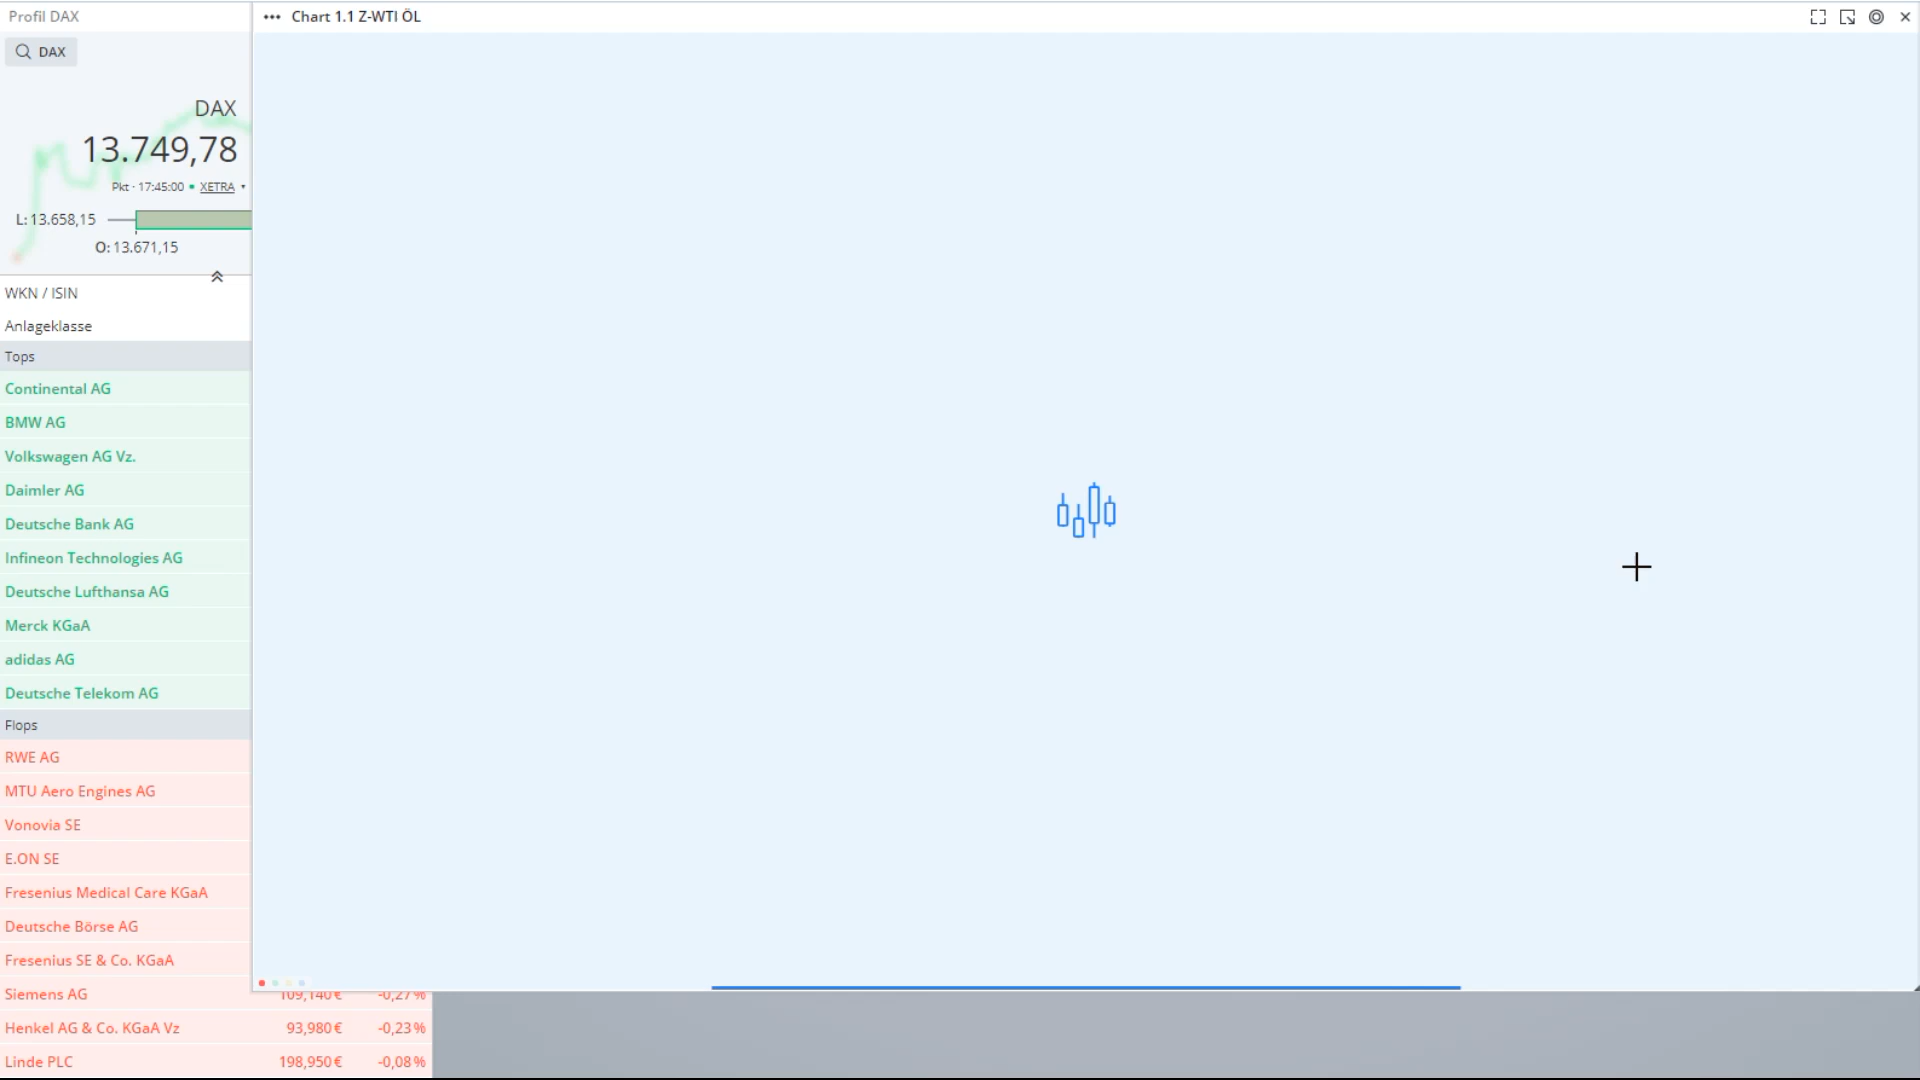 Profil DAX
Chart 1.1 Z-WTI ÖL
DAX
DAX
13.749,78
Pkt · 17:45:00 XETRA
L: 13.658,15
O: 13.671,15
WKN / ISIN
Anlageklasse
Tops
Continental AG
BMW AG
Volkswagen AG Vz.
Daimler AG
Deutsche Bank AG
Infineon Technologies AG
Deutsche Lufthansa AG
Merck KGaA
adidas AG
Deutsche Telekom AG
Flops
RWE AG
MTU Aero Engines AG
Vonovia SE
E.ON SE
Fresenius Medical Care KGaA
Deutsche Börse AG
Fresenius SE & Co. KGaA
Siemens AG 109,140 € -0,27 %
Henkel AG & Co. KGaA Vz 93,980 € -0,23 %
Linde PLC 198,950 € -0,08 %